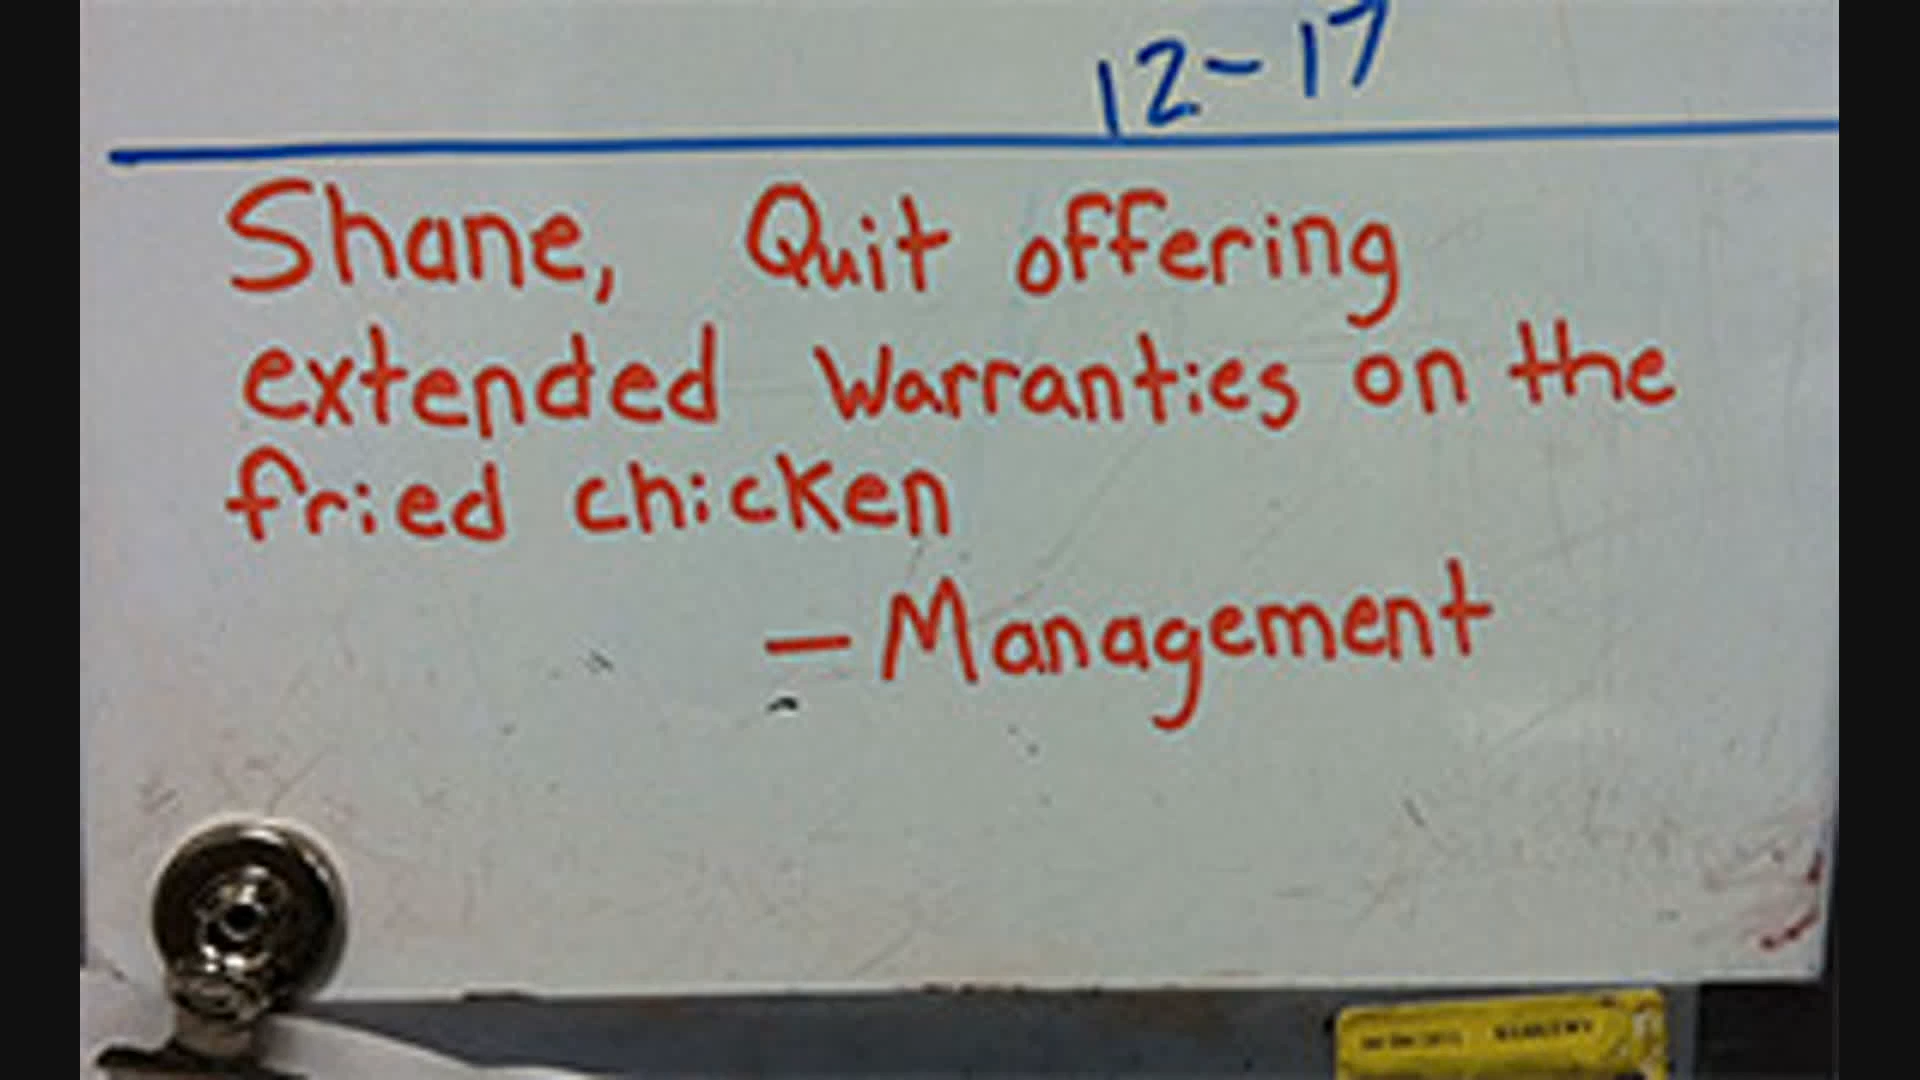 12-17
Shane, Quit offering
extended Warranties on the
fried chicken
- Management